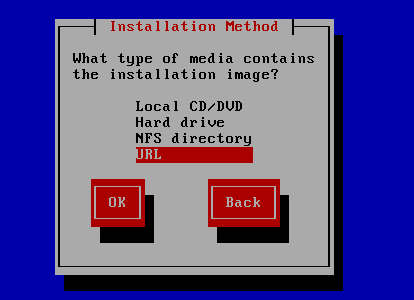 Installation Method
What type of media contains
the installation image?
Local CD/DVD
Hard drive
NFS directory
URL
OK Back